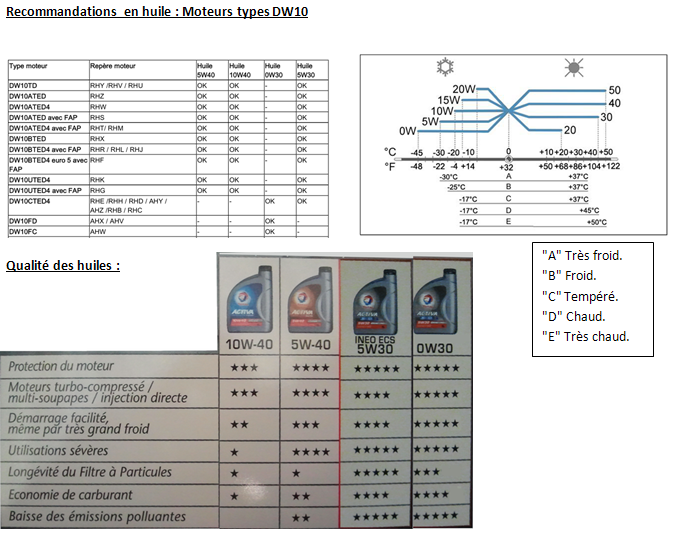 Recommandations en huile : Moteurs types DW10
Type moteur Repère moteur Huile 5W40 Huile 10W40 Huile 0W30 Huile 5W30
DW10TD RHY /RHV / RHU OK OK - OK
DW10ATED RHZ OK OK - OK
DW10ATED4 RHW OK OK - OK
DW10ATED avec FAP RHS OK OK - OK
DW10ATED4 avec FAP RHT/ RHM OK OK - OK
DW10BTED RHX OK OK - OK
DW10BTED4 avec FAP RHR / RHL / RHJ OK OK - OK
DW10BTED4 euro 5 avec FAP RHF OK OK - OK
DW10UTED4 RHK OK OK - OK
DW10UTED4 avec FAP RHG OK OK - OK
DW10CTED4 RHE /RHH / RHD / AHY / AHZ /RHB / RHC - - OK OK
DW10FD AHX / AHV - - OK -
DW10FC AHW - - OK -
20W 50
15W 40
10W 30
5W
0W 20
°C -45 -30 -20 -10 0 +10 +20 +30 +40 +50
°F -48 -22 -4 +14 +32 +50 +68 +86 +104 +122
-30°C A +37°C
-25°C B +37°C
-17°C C +37°C
-17°C D +45°C
-17°C E +50°C
"A" Très froid.
"B" Froid.
"C" Tempéré.
"D" Chaud.
"E" Très chaud.
Qualité des huiles :
ACTIVA ACTIVA
10W-40 5W-40 INEO ECS 5W30 0W30
Protection du moteur ★★★ ★★★★ ★★★★★ ★★★★★
Moteurs turbo-compressé /
multi-soupapes / injection directe ★★★ ★★★★ ★★★★★ ★★★★★
Démarrage facilité,
même par très grand froid ★★ ★★★ ★★★★ ★★★★★
Utilisations sévères ★ ★★★★ ★★★★★ ★★★★★
Longévité du Filtre à Particules ★ ★ ★★★★★ ★★★
Economie de carburant ★ ★★ ★★★★ ★★★★
Baisse des émissions polluantes ★★ ★★★★★ ★★★★★